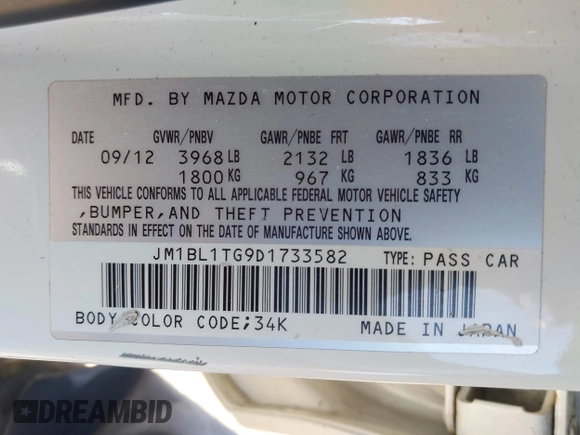 MFD. BY MAZDA MOTOR CORPORATION
DATE GVWR/PNBV GAWR/PNBE FRT GAWR/PNBE RR
09/12 3968 LB 2132 LB 1836 LB
1800 KG 967 KG 833 KG
THIS VEHICLE CONFORMS TO ALL APPLICABLE FEDERAL MOTOR VEHICLE SAFETY
,BUMPER,AND THEFT PREVENTION
STANDARDS IN EFFECT ON THE DATE OF MANUFACTURE SHOWN ABOVE.
JM1BL1TG9D1733582 TYPE: PASS CAR
BODY COLOR CODE;34K MADE IN JAPAN
DREAMBID